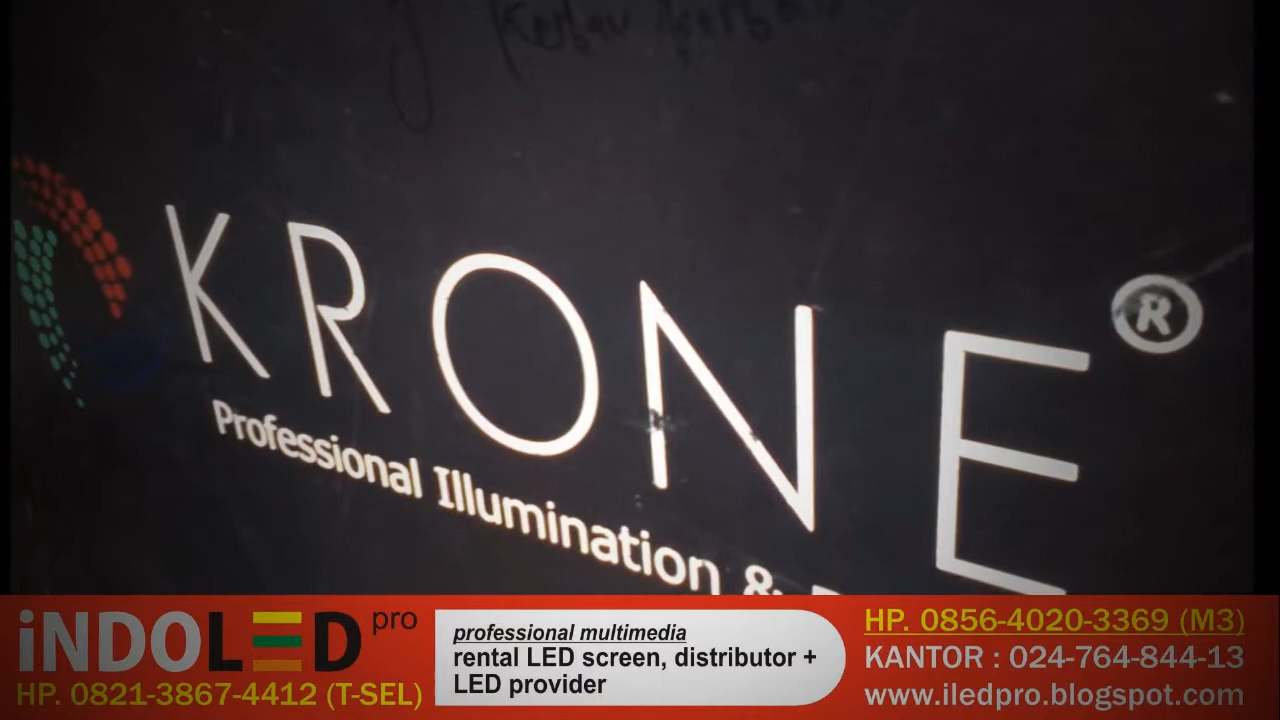 KRONE®
Professional Illumination &
iNDOLED pro
HP. 0821-3867-4412 (T-SEL)
professional multimedia
rental LED screen, distributor +
LED provider
HP. 0856-4020-3369 (M3)
KANTOR : 024-764-844-13
www.iledpro.blogspot.com